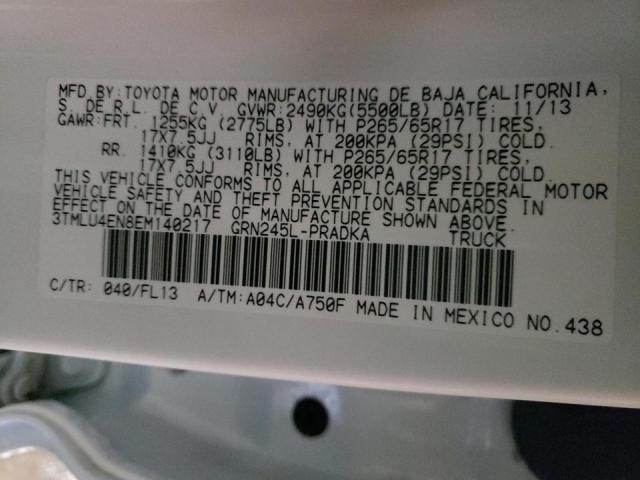 MFD BY: TOYOTA MOTOR MANUFACTURING DE BAJA CALIFORNIA,
S. DE R.L. DE C.V. GVWR: 2490KG(5500LB) DATE: 11/13
GAWR: FRT. 1255KG (2775LB) WITH P265/65R17 TIRES,
17X7.5JJ RIMS, AT 200KPA (29PSI) COLD.
RR. 1410KG (3110LB) WITH P265/65R17 TIRES,
17X7.5JJ RIMS, AT 200KPA (29PSI) COLD.
THIS VEHICLE CONFORMS TO ALL APPLICABLE FEDERAL MOTOR
VEHICLE SAFETY AND THEFT PREVENTION STANDARDS IN
EFFECT ON THE DATE OF MANUFACTURE SHOWN ABOVE.
3TMLU4EN8EM140217 GRN245L-PRADKA TRUCK
C/TR: 040/FL13 A/TM: A04C/A750F MADE IN MEXICO NO.438